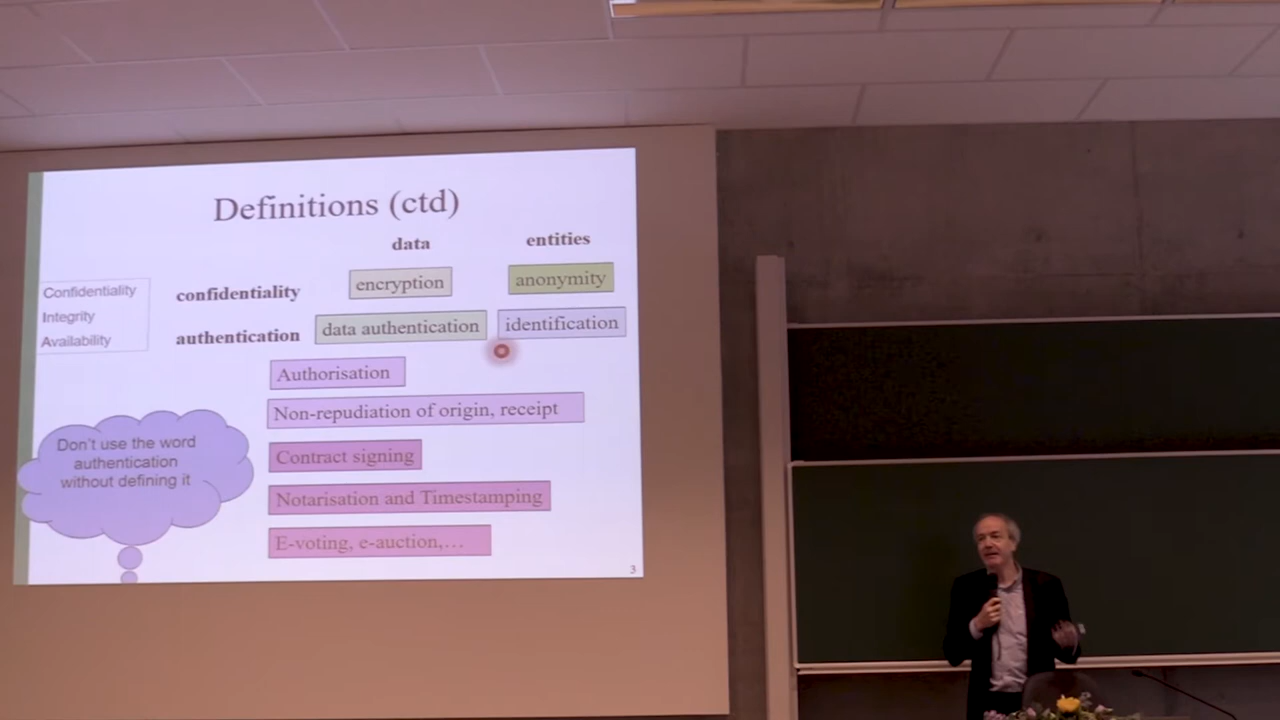 Definitions (ctd)
data entities
Confidentiality
Integrity
Availability
confidentiality encryption anonymity
authentication data authentication identification
Authorisation
Non-repudiation of origin, receipt
Contract signing
Notarisation and Timestamping
E-voting, e-auction,…
Don't use the word
authentication
without defining it
3